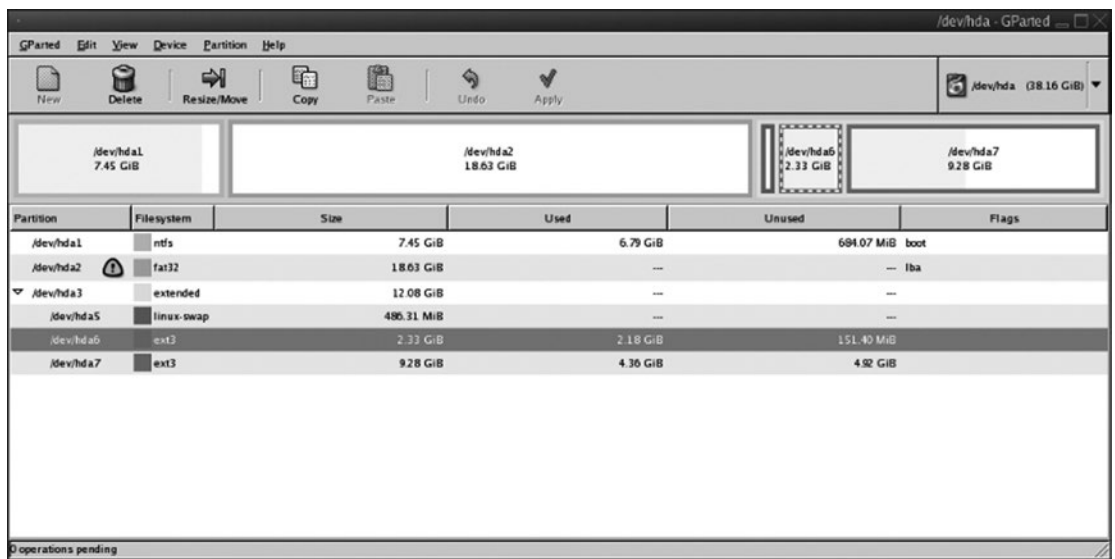 /dev/hda - GParted
GParted Edit View Device Partition Help
New Delete Resize/Move Copy Paste Undo Apply
/dev/hda (38.16 GiB)
/dev/hda1
7.45 GiB
/dev/hda2
18.63 GiB
/dev/hda6
2.33 GiB
/dev/hda7
9.28 GiB
Partition Filesystem Size Used Unused Flags
/dev/hda1 ntfs 7.45 GiB 6.79 GiB 684.07 MiB boot
/dev/hda2 fat32 18.63 GiB --- --- lba
/dev/hda3 extended 12.08 GiB --- ---
/dev/hda5 linux-swap 486.31 MiB --- ---
/dev/hda6 ext3 2.33 GiB 2.18 GiB 151.40 MiB
/dev/hda7 ext3 9.28 GiB 4.36 GiB 4.92 GiB
0 operations pending